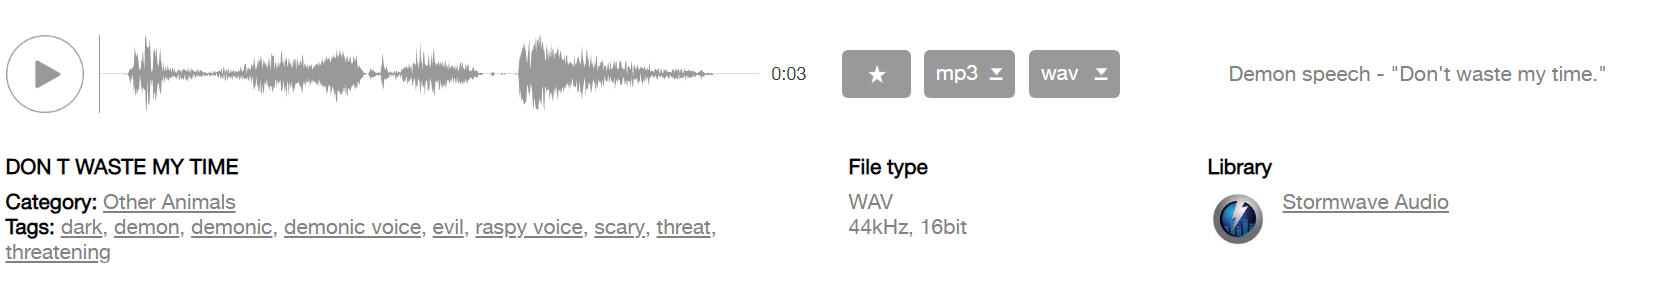 0:03
mp3
wav
Demon speech - "Don't waste my time."
DON T WASTE MY TIME
Category: Other Animals
Tags: dark, demon, demonic, demonic voice, evil, raspy voice, scary, threat,
threatening
File type
WAV
44kHz, 16bit
Library
Stormwave Audio